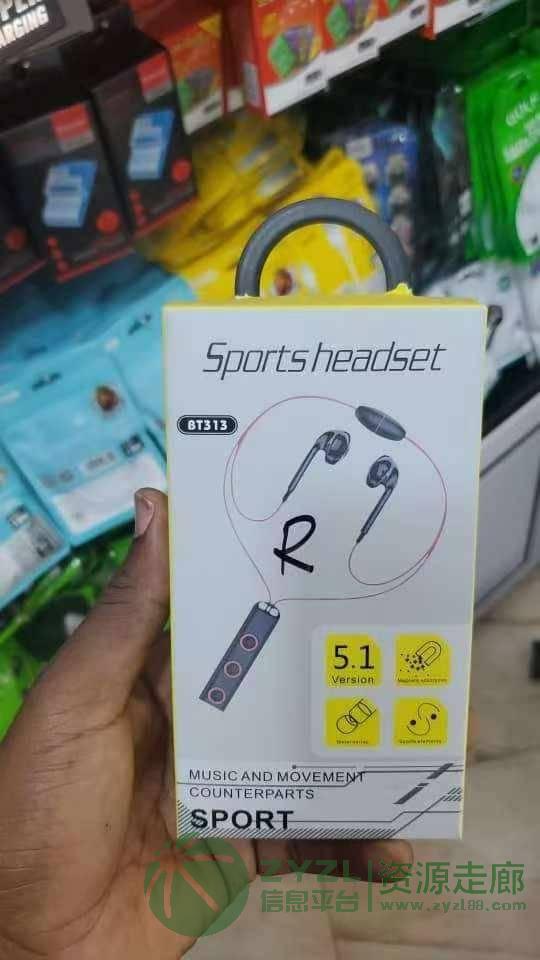 ARGING
Sports headset
BT313
R
5.1
Version
MUSIC AND MOVEMENT
COUNTERPARTS
SPORT
ZYZL
信息平台
资源走廊
www.zyzl88.com